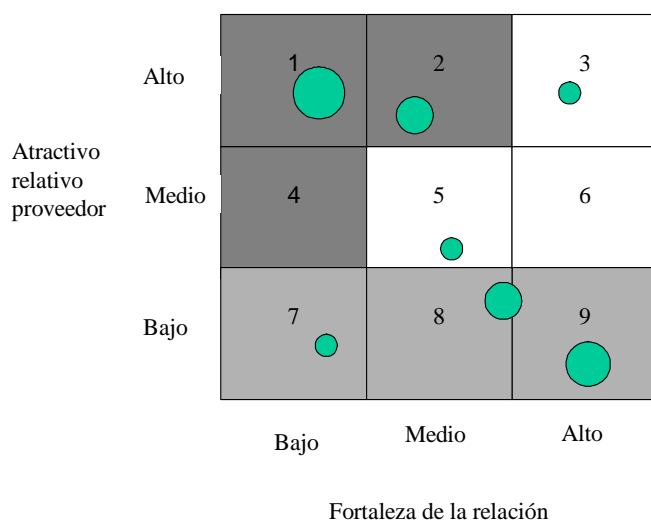 1 2 3
Alto
Atractivo
relativo
proveedor
Medio 4 5 6
Bajo 7 8 9
Bajo Medio Alto
Fortaleza de la relación